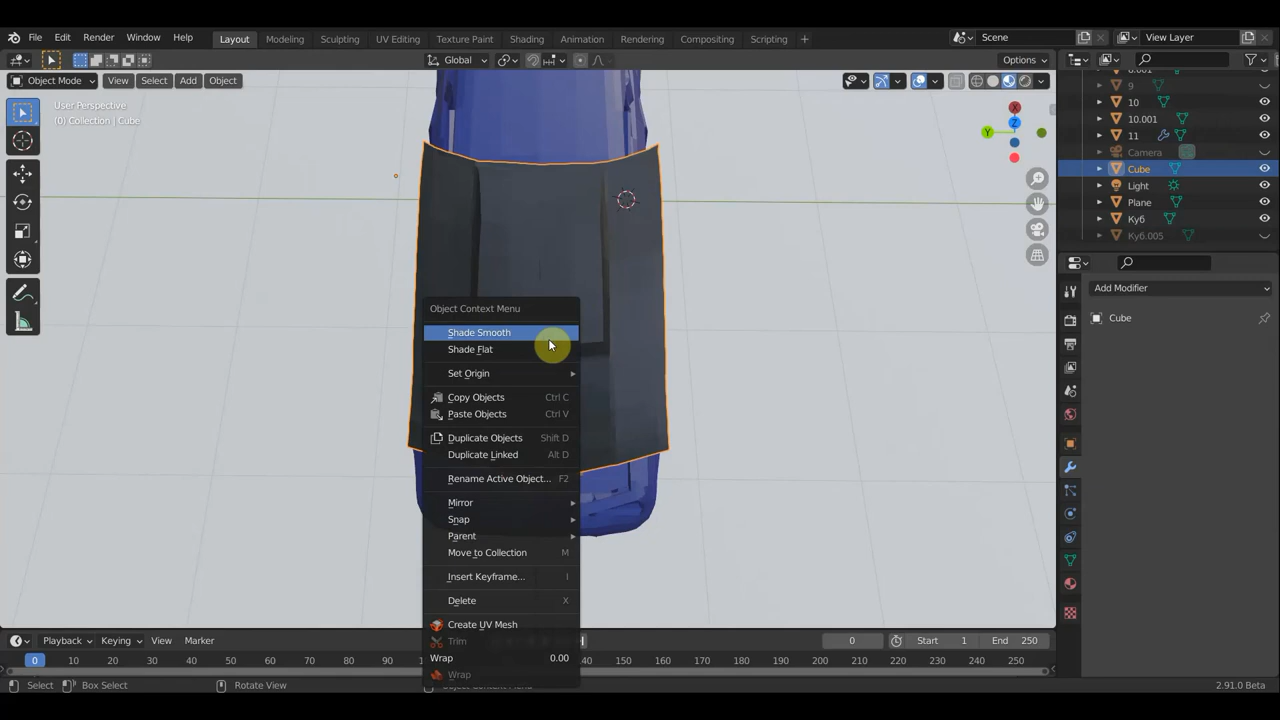 File Edit Render Window Help
Layout Modeling Sculpting UV Editing Texture Paint Shading Animation Rendering Compositing Scripting +
Scene
View Layer
Global
Options
Object Mode View Select Add Object
User Perspective
(0) Collection | Cube
X
Y
Z
9
10
10.001
11
Camera
Cube
Light
Plane
Куб
Куб.005
Add Modifier
Cube
Object Context Menu
Shade Smooth
Shade Flat
Set Origin
Copy Objects Ctrl C
Paste Objects Ctrl V
Duplicate Objects Shift D
Duplicate Linked Alt D
Rename Active Object... F2
Mirror
Snap
Parent
Move to Collection M
Insert Keyframe... I
Delete X
Create UV Mesh
Trim
Wrap 0.00
Wrap
Playback Keying View Marker
0 Start 1 End 250
0 10 20 30 40 50 60 70 80 90 100 130 140 150 160 170 180 190 200 210 220 230 240 250
Select Box Select Rotate View Object Context Menu 2.91.0 Beta